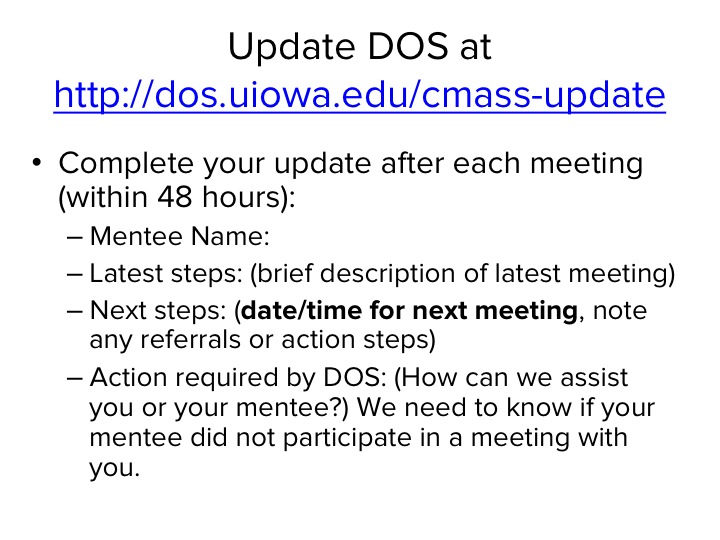 Update DOS at
http://dos.uiowa.edu/cmass-update
• Complete your update after each meeting
(within 48 hours):
– Mentee Name:
– Latest steps: (brief description of latest meeting)
– Next steps: (date/time for next meeting, note
any referrals or action steps)
– Action required by DOS: (How can we assist
you or your mentee?) We need to know if your
mentee did not participate in a meeting with
you.